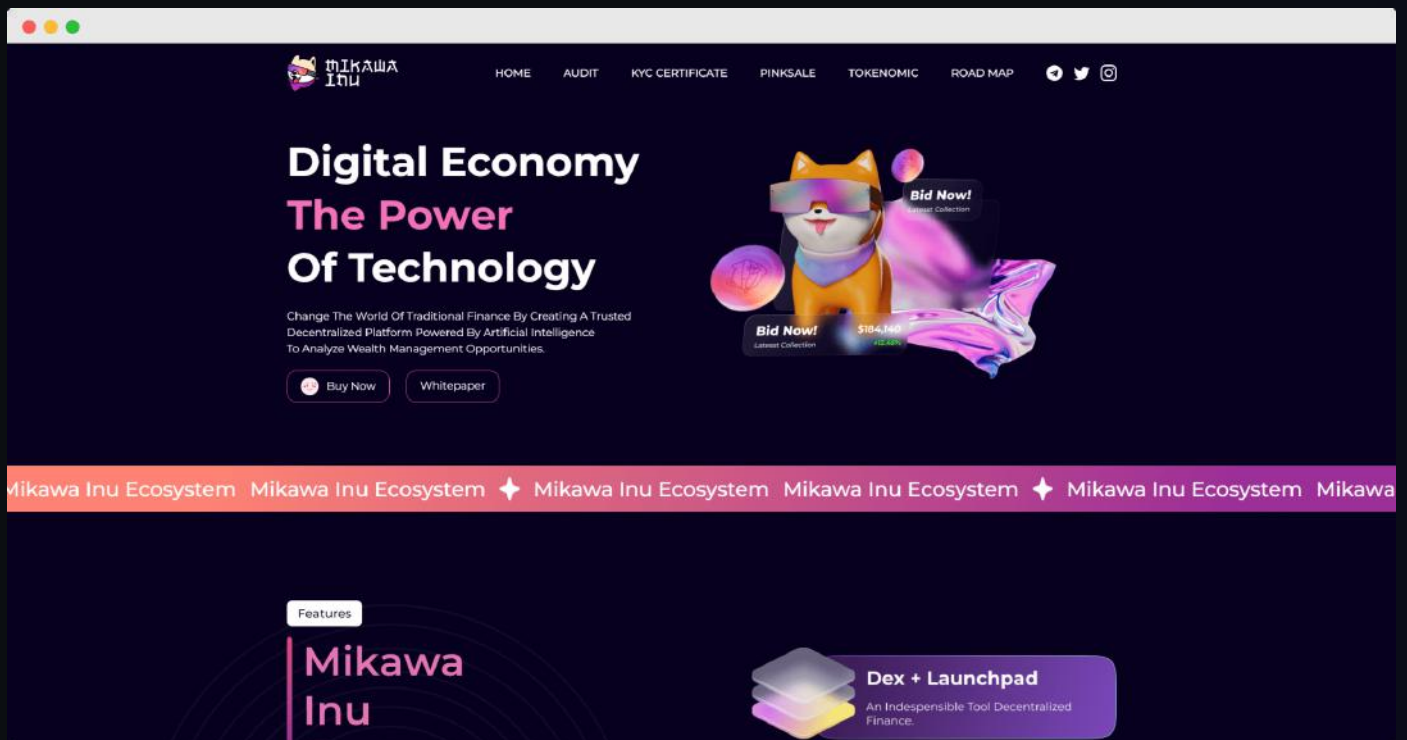 MIKAWA
INU
HOME AUDIT KYC CERTIFICATE PINKSALE TOKENOMIC ROAD MAP
Digital Economy
The Power
Of Technology
Change The World Of Traditional Finance By Creating A Trusted
Decentralized Platform Powered By Artificial Intelligence
To Analyze Wealth Management Opportunities.
Buy Now Whitepaper
Bid Now!
Latest Collection
Bid Now! $184,140
Latest Collection +12.48%
Mikawa Inu Ecosystem Mikawa Inu Ecosystem Mikawa Inu Ecosystem Mikawa Inu Ecosystem Mikawa Inu Ecosystem Mikawa
Features
Mikawa
Inu
Dex + Launchpad
An Indespensible Tool Decentralized
Finance.